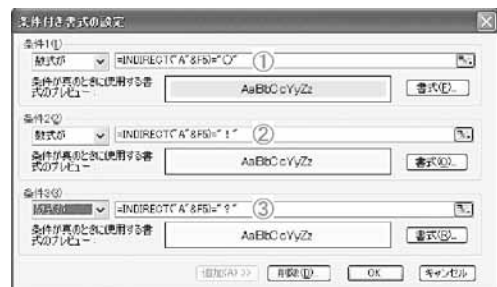 条件付き書式の設定
条件1(1)
数式が =INDIRECT("A"&F5)="○" ①
条件が真のときに使用する書式のプレビュー: AaBbCcYyZz 書式(F)...
条件2(2)
数式が =INDIRECT("A"&F5)="！" ②
条件が真のときに使用する書式のプレビュー: AaBbCcYyZz 書式(O)...
条件3(3)
=INDIRECT("A"&F5)="？" ③
条件が真のときに使用する書式のプレビュー: AaBbCcYyZz 書式(R)...
追加(A) >> 削除(D)... OK キャンセル